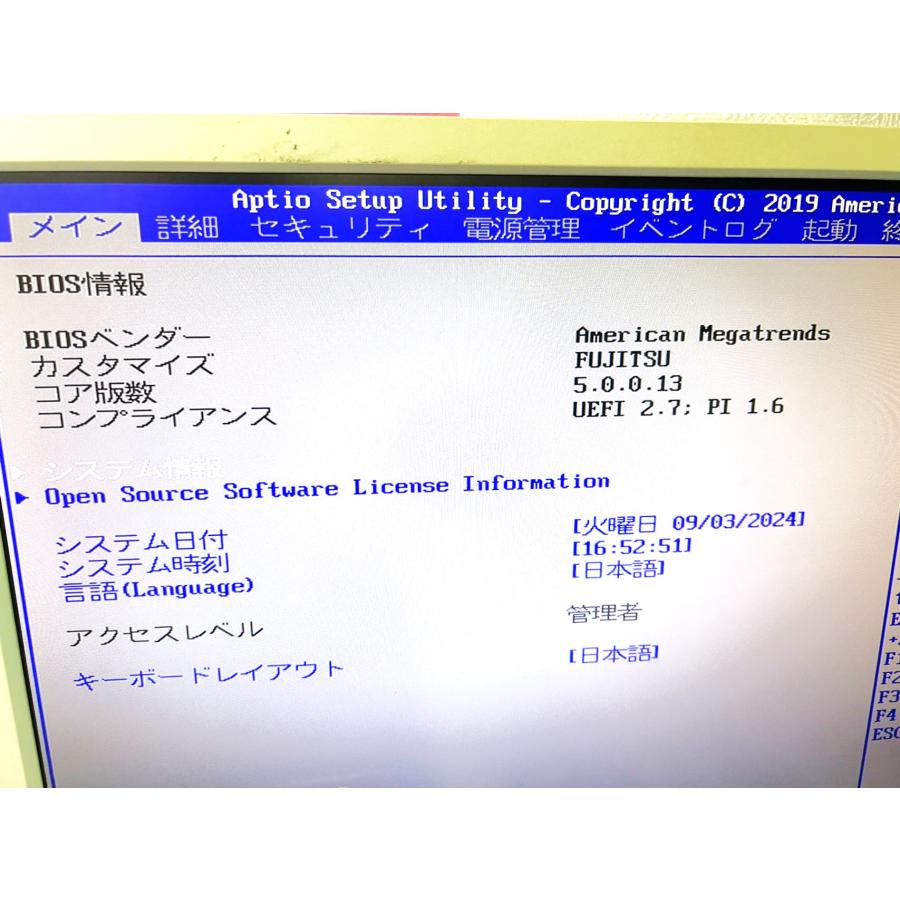 Aptio Setup Utility - Copyright (C) 2019
メイン 詳細 セキュリティ 電源管理 イベントログ 起動
BIOS情報
BIOSベンダー American Megatrends
カスタマイズ FUJITSU
コア版数 5.0.0.13
コンプライアンス UEFI 2.7; PI 1.6
▶ システム情報
▶ Open Source Software License Information
システム日付 [火曜日 09/03/2024]
システム時刻 [16:52:51]
言語(Language) [日本語]
アクセスレベル 管理者
キーボードレイアウト [日本語]
F2
F3
F4
ESC